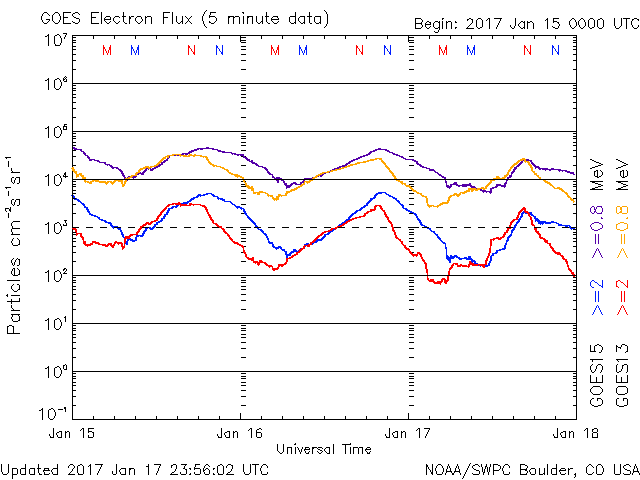 GOES Electron Flux (5 minute data)
Begin: 2017 Jan 15 0000 UTC
M M N N M M N N M M N N
10⁷
10⁶
10⁵
10⁴
10³
10²
10¹
10⁰
10⁻¹
Particles cm⁻²s⁻¹sr⁻¹
Jan 15 Jan 16 Jan 17 Jan 18
Universal Time
GOES15 >=2 >=0.8 MeV
GOES13 >=2 >=0.8 MeV
Updated 2017 Jan 17 23:56:02 UTC
NOAA/SWPC Boulder, CO USA